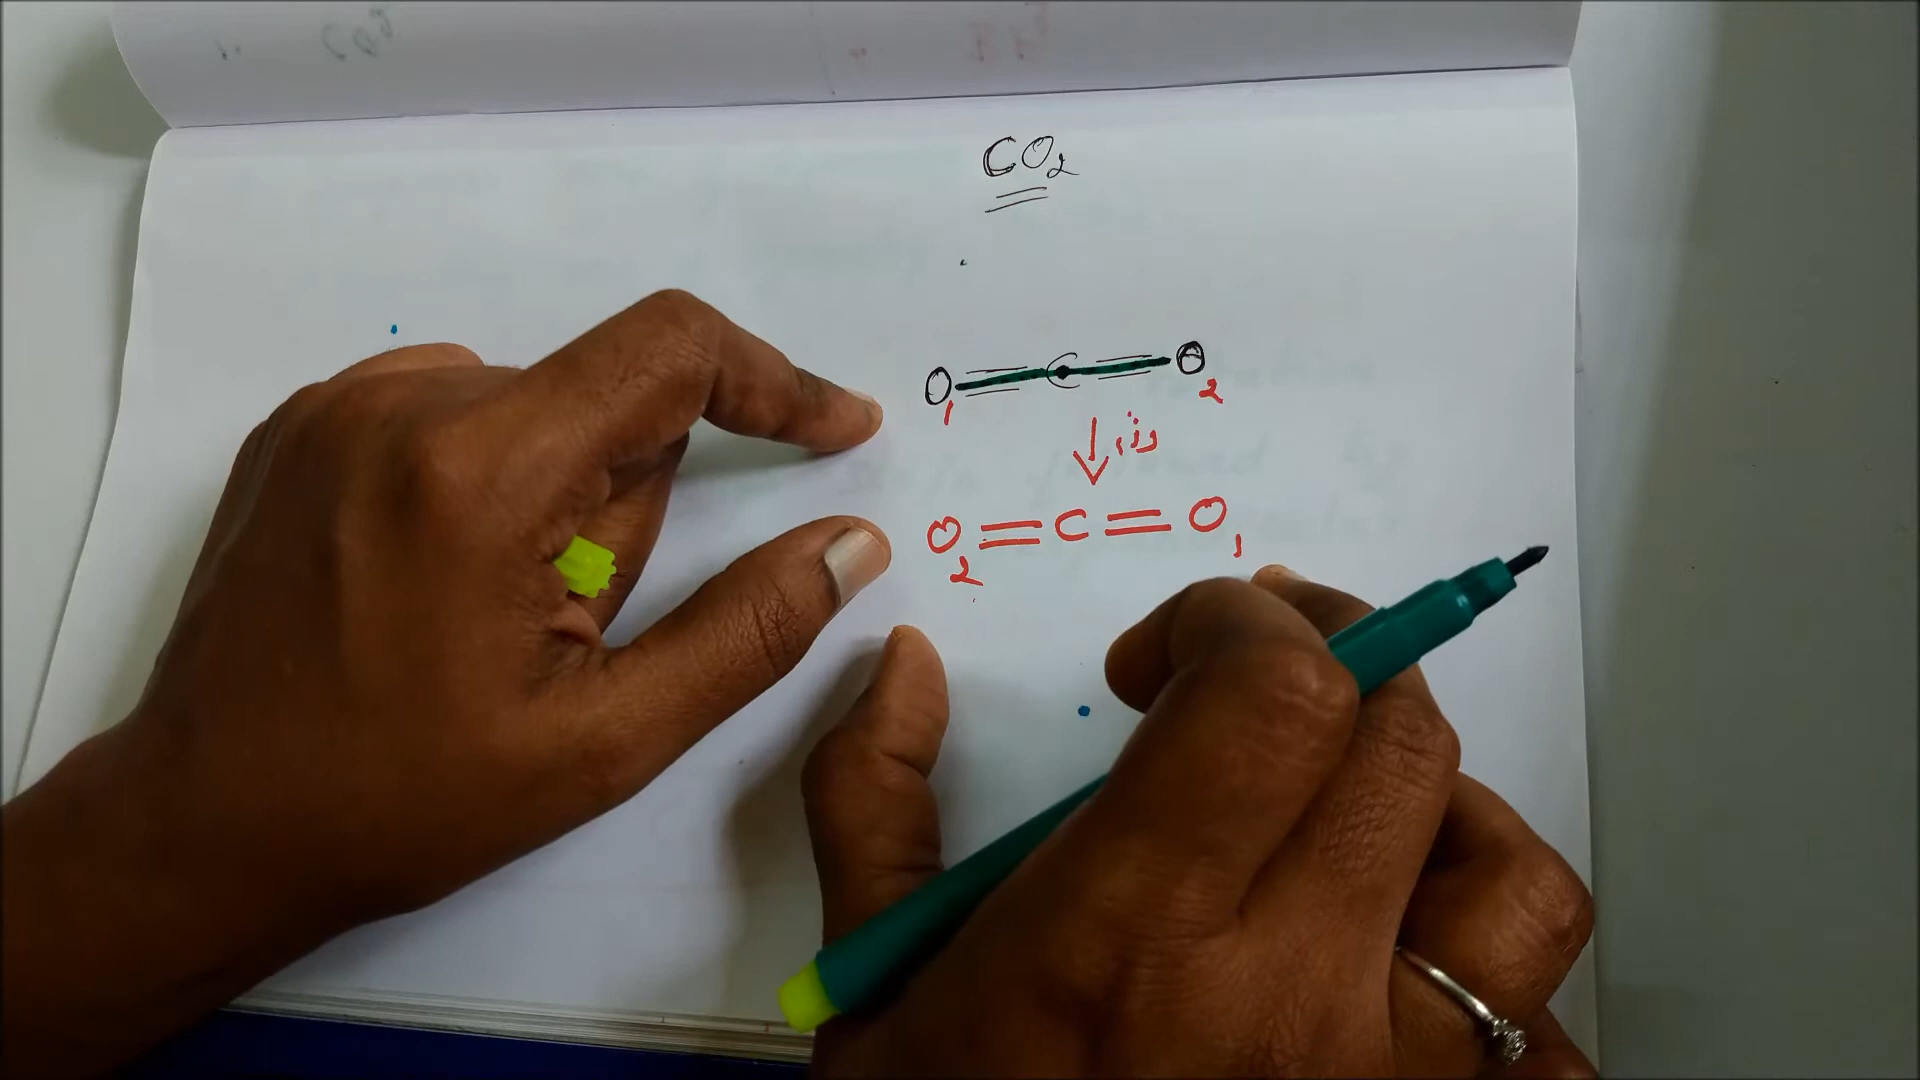 CO₂
O₁ = C = O₂
↓ i
O₂ = C = O₁